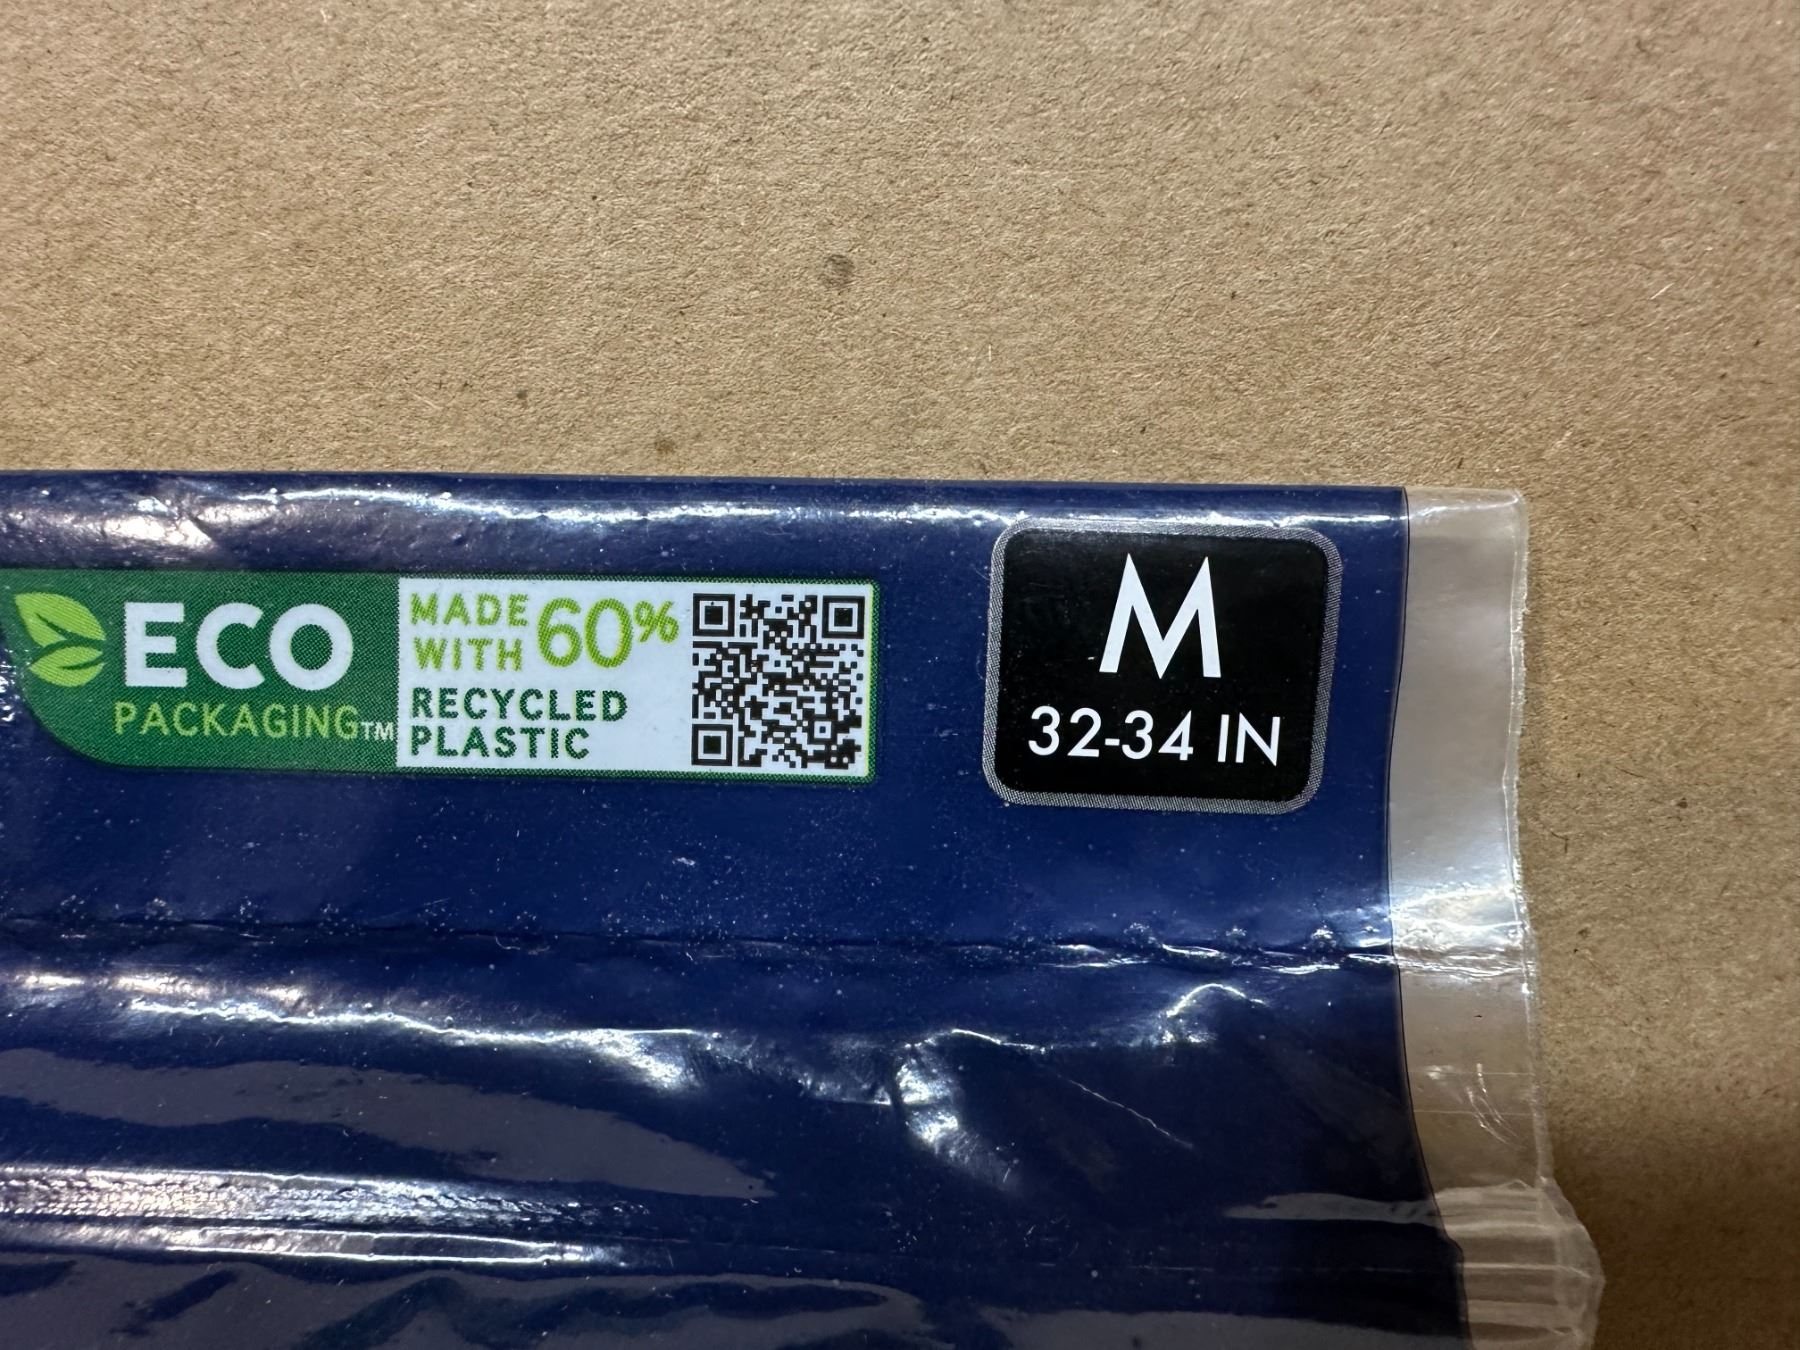 ECO
PACKAGING™
MADE
WITH 60%
RECYCLED
PLASTIC
M
32-34 IN